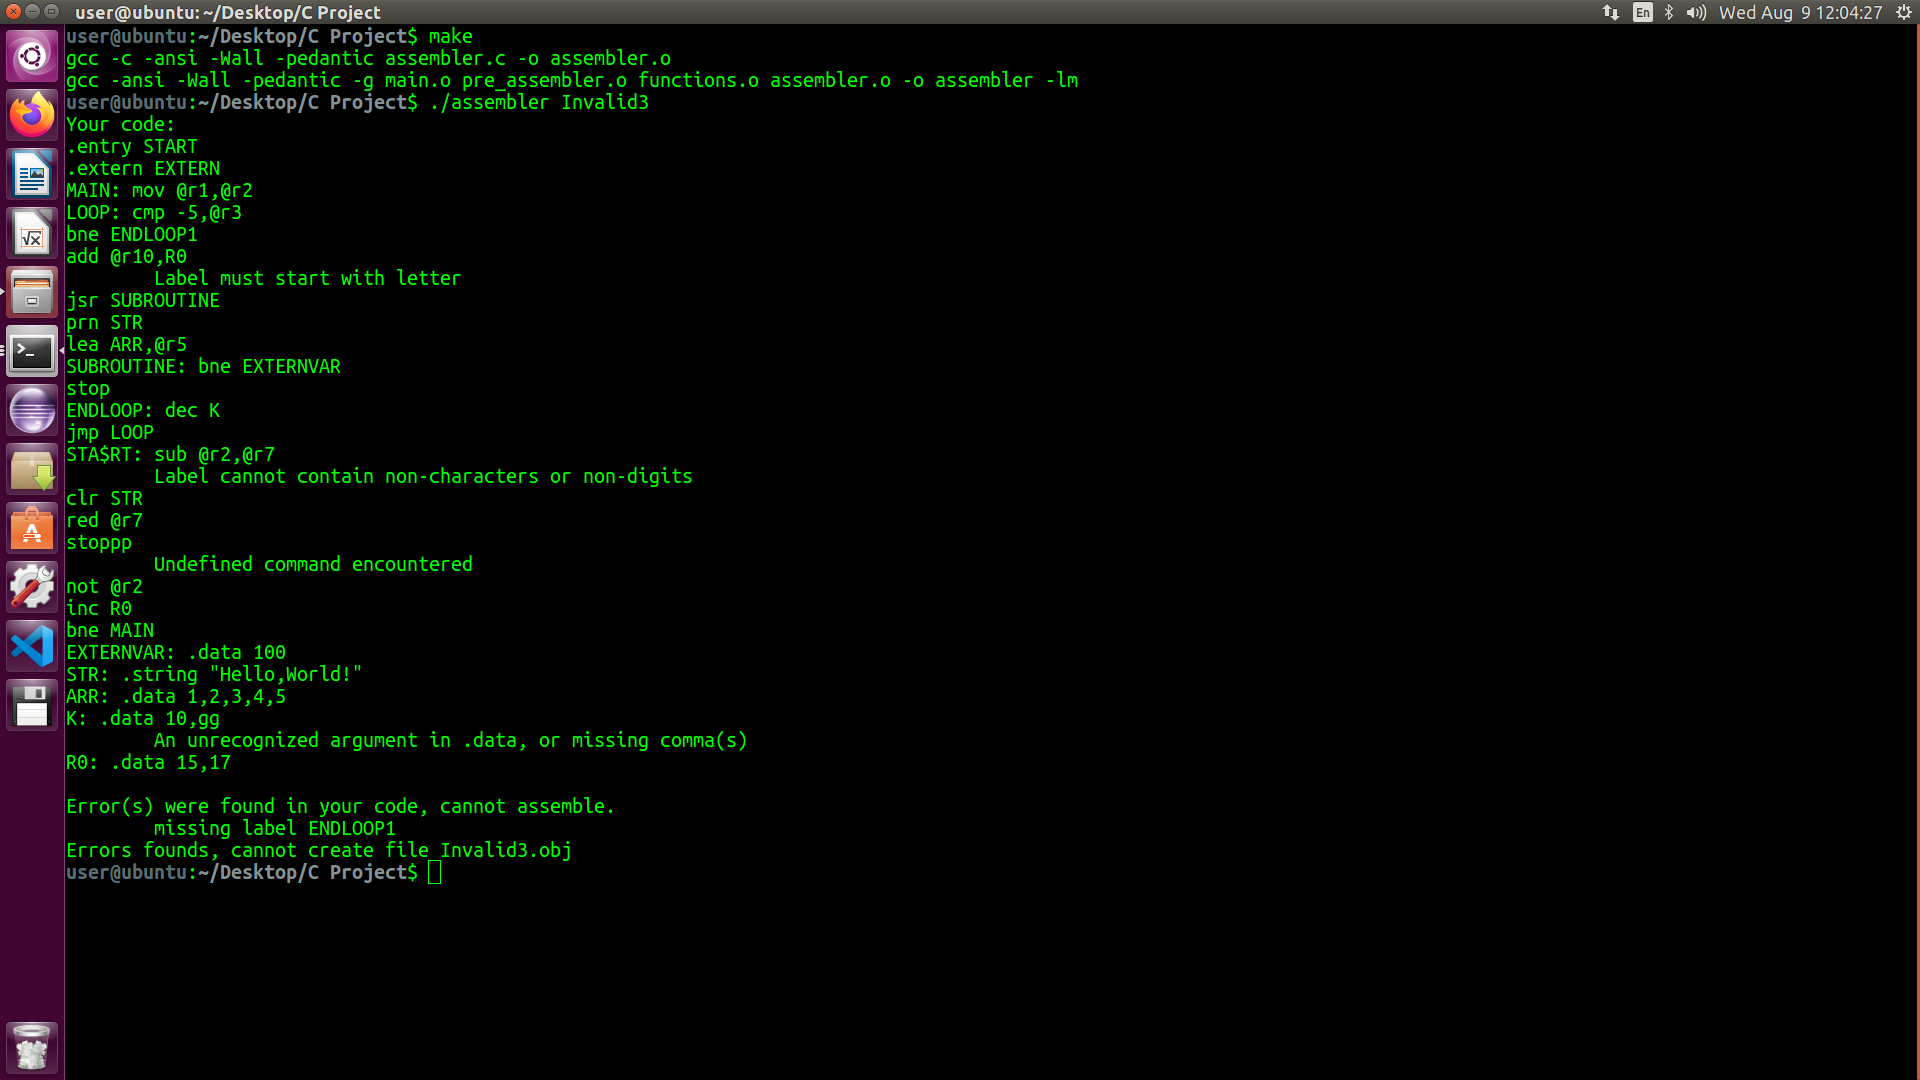 user@ubuntu: ~/Desktop/C Project
En
Wed Aug 9 12:04:27
user@ubuntu:~/Desktop/C Project$ make
gcc -c -ansi -Wall -pedantic assembler.c -o assembler.o
gcc -ansi -Wall -pedantic -g main.o pre_assembler.o functions.o assembler.o -o assembler -lm
user@ubuntu:~/Desktop/C Project$ ./assembler Invalid3
Your code:
.entry START
.extern EXTERN
MAIN: mov @r1,@r2
LOOP: cmp -5,@r3
bne ENDLOOP1
add @r10,R0
Label must start with letter
jsr SUBROUTINE
prn STR
lea ARR,@r5
SUBROUTINE: bne EXTERNVAR
stop
ENDLOOP: dec K
jmp LOOP
STA$RT: sub @r2,@r7
Label cannot contain non-characters or non-digits
clr STR
red @r7
stoppp
Undefined command encountered
not @r2
inc R0
bne MAIN
EXTERNVAR: .data 100
STR: .string "Hello,World!"
ARR: .data 1,2,3,4,5
K: .data 10,gg
An unrecognized argument in .data, or missing comma(s)
R0: .data 15,17
Error(s) were found in your code, cannot assemble.
missing label ENDLOOP1
Errors founds, cannot create file Invalid3.obj
user@ubuntu:~/Desktop/C Project$